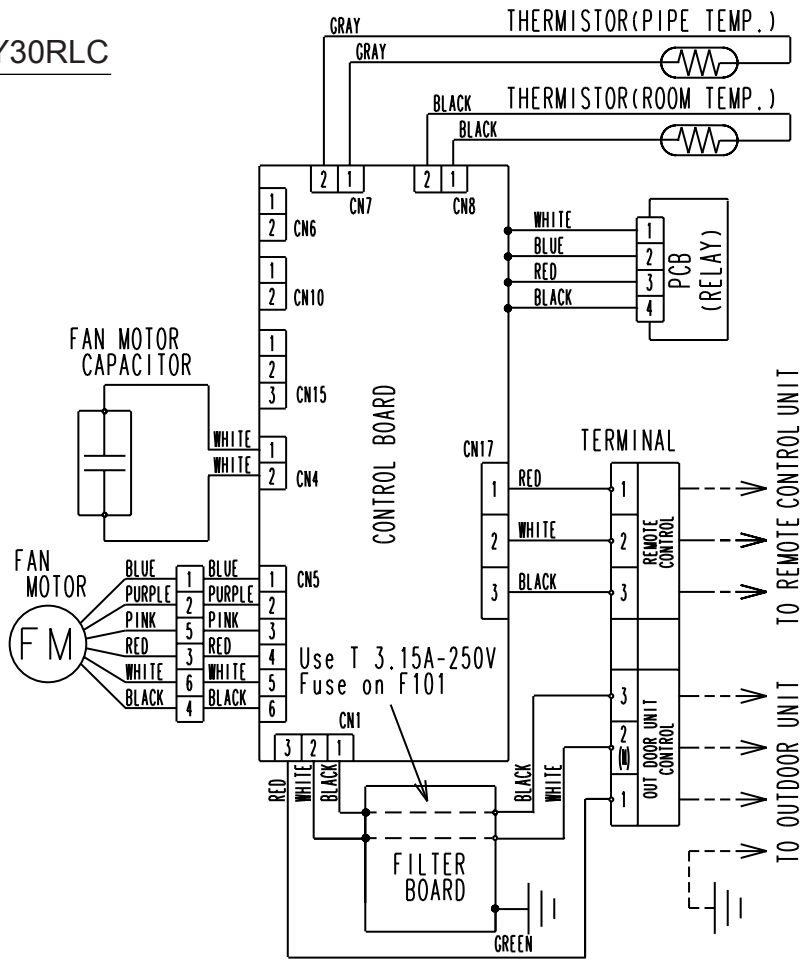 Y30RLC
GRAY
THERMISTOR(PIPE TEMP.)
GRAY
BLACK
THERMISTOR(ROOM TEMP.)
BLACK
2 1
CN7
2 1
CN8
1
2 CN6
1
2 CN10
1
2
3 CN15
WHITE 1
BLUE 2
RED 3
BLACK 4
PCB
(RELAY)
FAN MOTOR
CAPACITOR
WHITE 1
WHITE 2 CN4
CONTROL BOARD
CN17
1 RED
2 WHITE
3 BLACK
TERMINAL
1
2
3
REMOTE
CONTROL
TO REMOTE CONTROL UNIT
FAN
MOTOR
FM
BLUE 1 BLUE 1 CN5
PURPLE 2 PURPLE 2
PINK 5 PINK 3
RED 3 RED 4
WHITE 6 WHITE 5
BLACK 4 BLACK 6
Use T 3.15A-250V
Fuse on F101
CN1
3 2 1
RED
WHITE
BLACK
BLACK
WHITE
3
2
(N)
1
OUT DOOR UNIT
CONTROL
TO OUTDOOR UNIT
FILTER
BOARD
GREEN